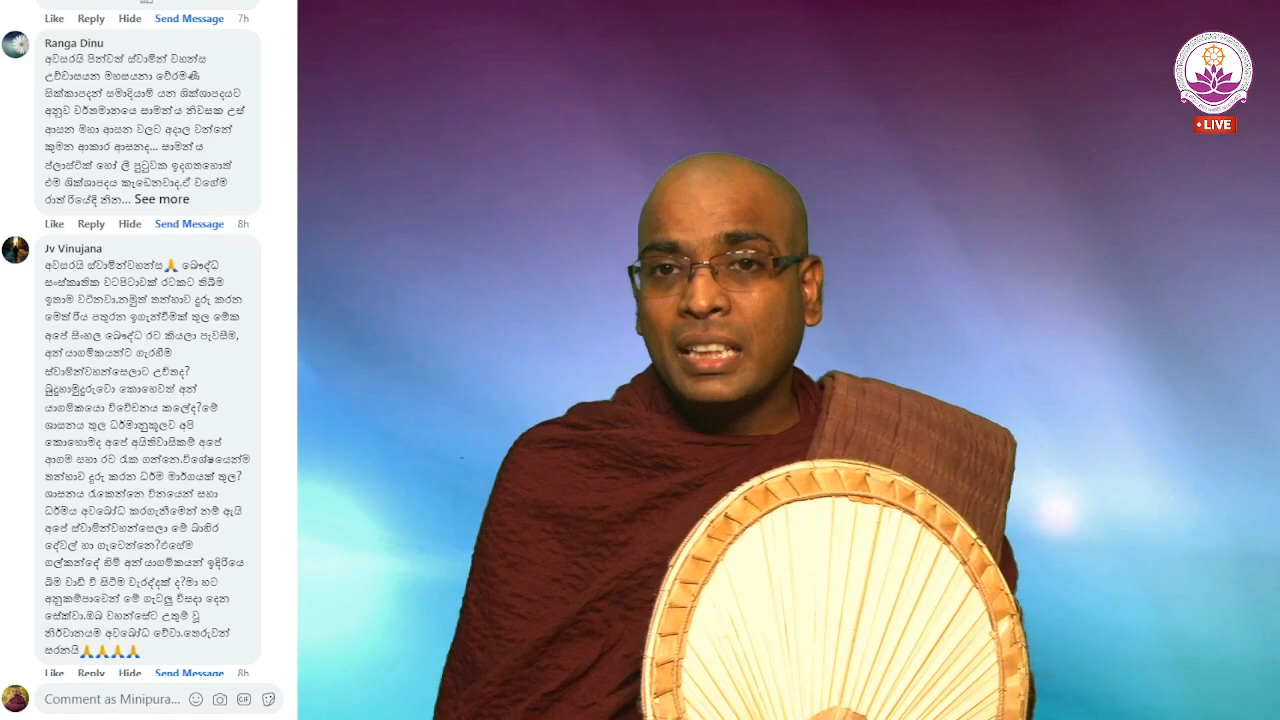 Like Reply Hide Send Message 7h
Ranga Dinu
අවසරයි පින්වත් ස්වාමින් වහන්ස
උච්චාසයන මහසයනා වේරමණී
සික්කාපදන් සමාදියාමි යන ශික්ශාපදයට
අනුව වර්තමානයෙ සාමන්‍ය නිවසක උස්
ආසන මහා ආසන වලට අදාල වන්නේ
කුමන ආකාර ආසනද... සාමන්‍ය
ප්ලාස්ටික් හෝ ලී පුටුවක ඉදගතහොත්
එම ශික්ශාපදය කැඩෙනවාද.ඒ වගේම
රාත්‍රියේදී නින... See more
Like Reply Hide Send Message 8h
Jv Vinujana
අවසරයි ස්වාමීන්වහන්ස🙏 බෞද්ධ
සංස්කෘතික වටපිටාවක් රටකට තිබීම
ඉතාම වටිනවා.නමුත් තන්හාව දුරු කරන
මෙත්‍රිය පතුරන ඉගැන්වීමක් තුල මේක
අපේ සිංහල බෞද්ධ රට කියලා පැවසීම,
අන්‍යාගමිකයන්ට ගැරහීම
ස්වාමින්වහන්සෙලාට උචිතද?
බුදුහාමුදුරුවො කොහෙවත් අන්
යාගමිකයො විවේචනය කලේද?මේ
ශාසනය තුල ධර්මානුකූලව අපි
කොහොමද අපේ අයිතිවාසිකම් අපේ
ආගම සහා රට රැක ගන්නෙ.විශේෂයෙන්ම
තන්හාව දුරු කරන ධර්ම මාර්ගයක් තුල?
ශාසනය රැකෙන්නෙ විනයෙන් සහා
ධර්මය අවබෝධ කරගැනීමෙන් නම් ඇයි
අපේ ස්වාමින්වහන්සෙලා මේ බාහිර
දේවල් හා ගැටෙන්නෙ?එසේම
ගල්කන්දේ හිමි අන්‍යාගමිකයන් ඉදිරියෙ
බිම වාඩි වී සිටීම වැරද්දක් ද?මා හට
අනුකම්පාවෙන් මේ ගැටලු විසදා දෙන
සේක්වා.ඔබ වහන්සේට උතුම් වූ
නිර්වානයම අවබෝධ වේවා.තෙරුවන්
සරනයි🙏🙏🙏🙏
Like Reply Hide Send Message 8h
Comment as Minipura...
GIF
• LIVE